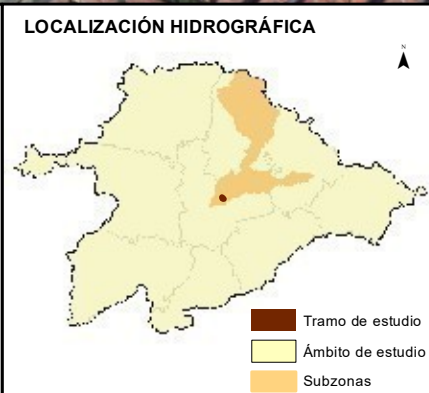 LOCALIZACIÓN HIDROGRÁFICA
N
Tramo de estudio
Ámbito de estudio
Subzonas